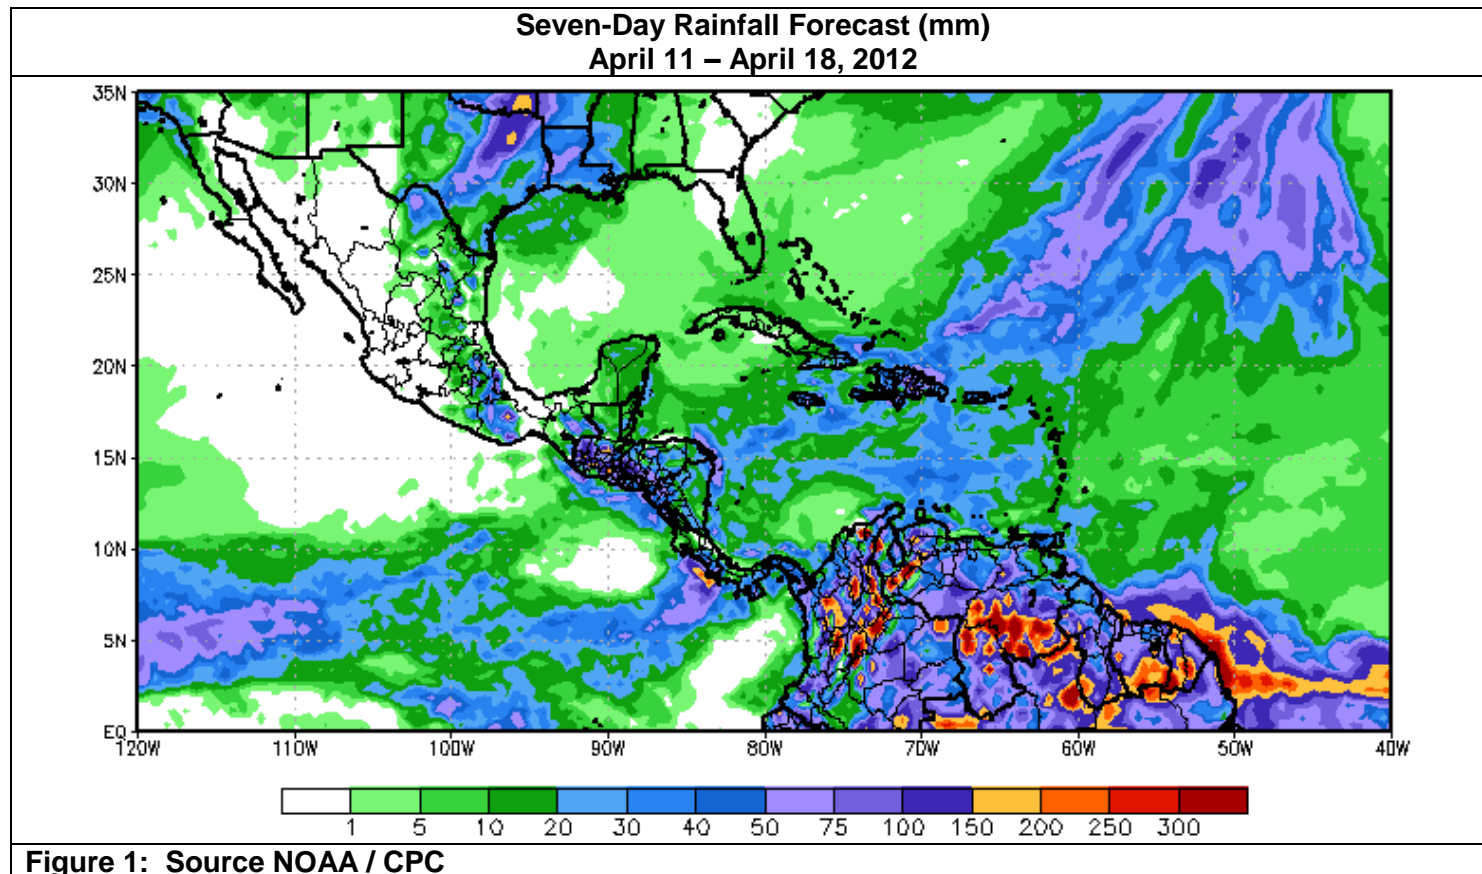 Seven-Day Rainfall Forecast (mm)
April 11 – April 18, 2012
35N
30N
25N
20N
15N
10N
5N
EQ
120W 110W 100W 90W 80W 70W 60W 50W 40W
1 5 10 20 30 40 50 75 100 150 200 250 300
Figure 1: Source NOAA / CPC